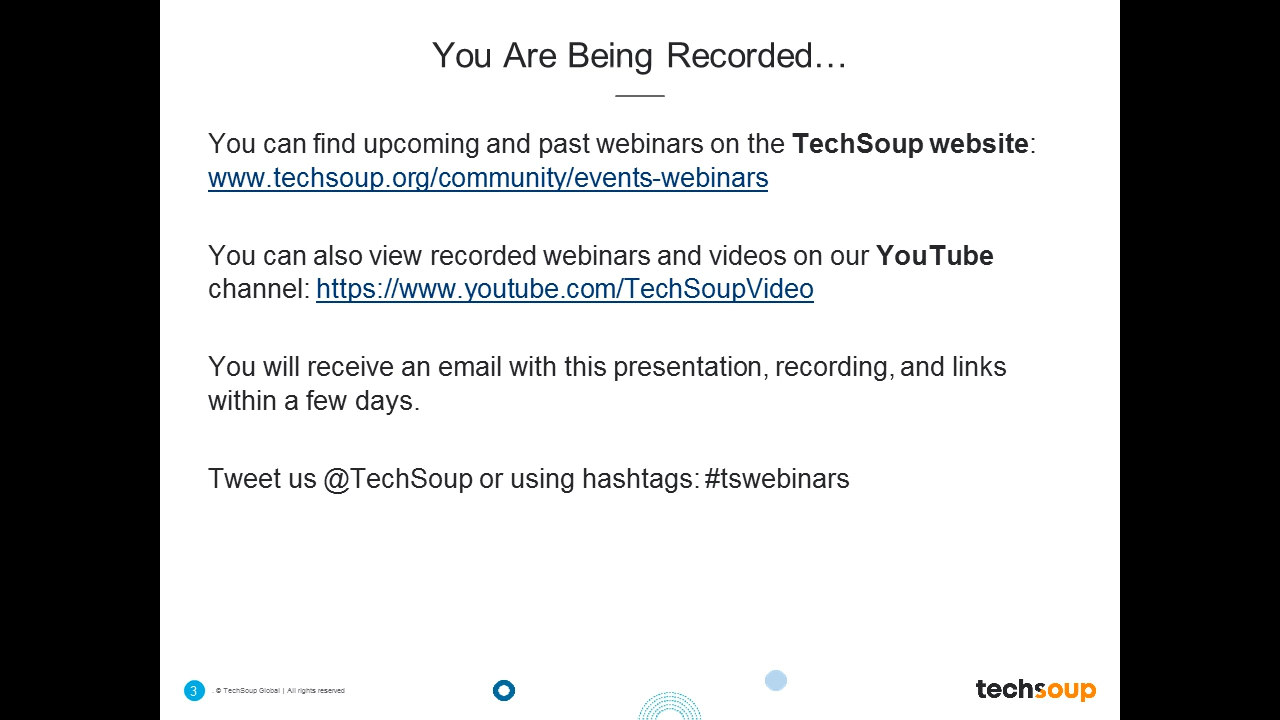 You Are Being Recorded…
You can find upcoming and past webinars on the TechSoup website:
www.techsoup.org/community/events-webinars
You can also view recorded webinars and videos on our YouTube
channel: https://www.youtube.com/TechSoupVideo
You will receive an email with this presentation, recording, and links
within a few days.
Tweet us @TechSoup or using hashtags: #tswebinars
3 . © TechSoup Global | All rights reserved
techsoup